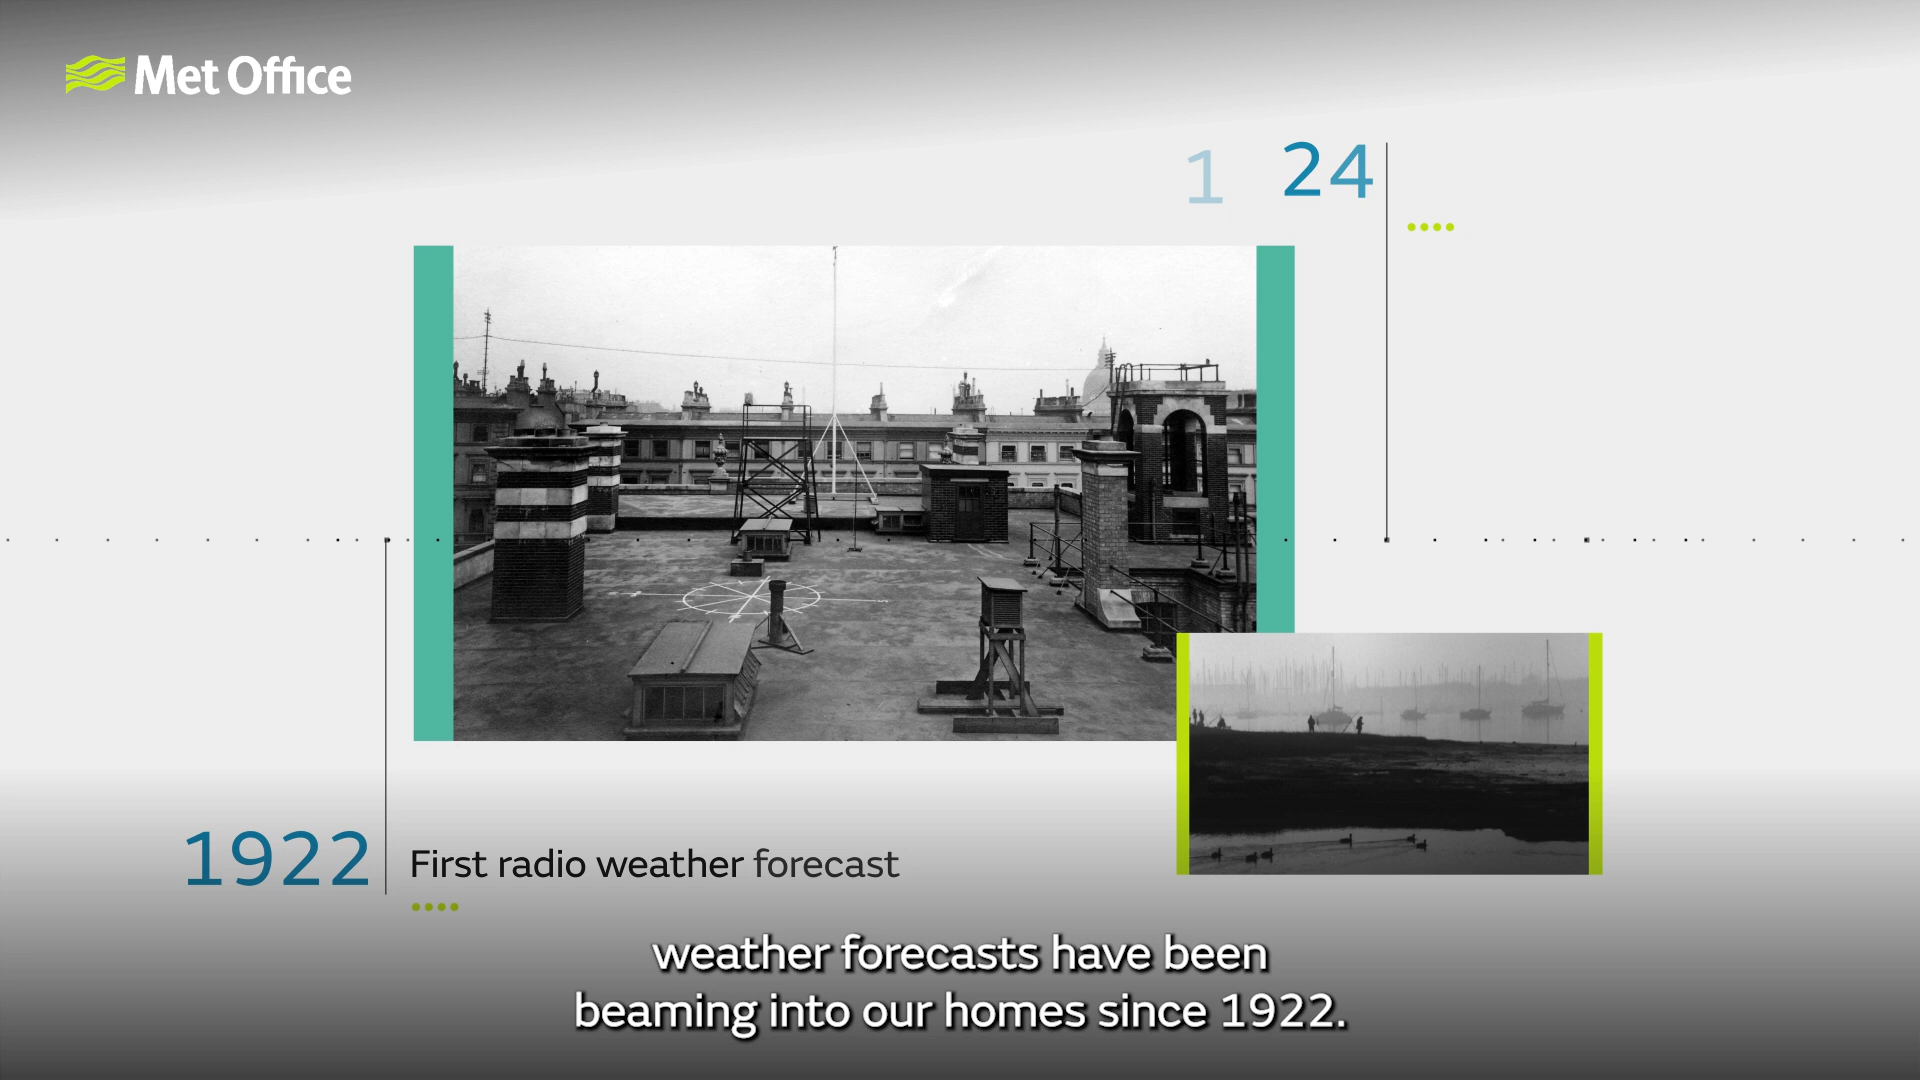 Met Office
1 24
1922
First radio weather forecast
weather forecasts have been
beaming into our homes since 1922.